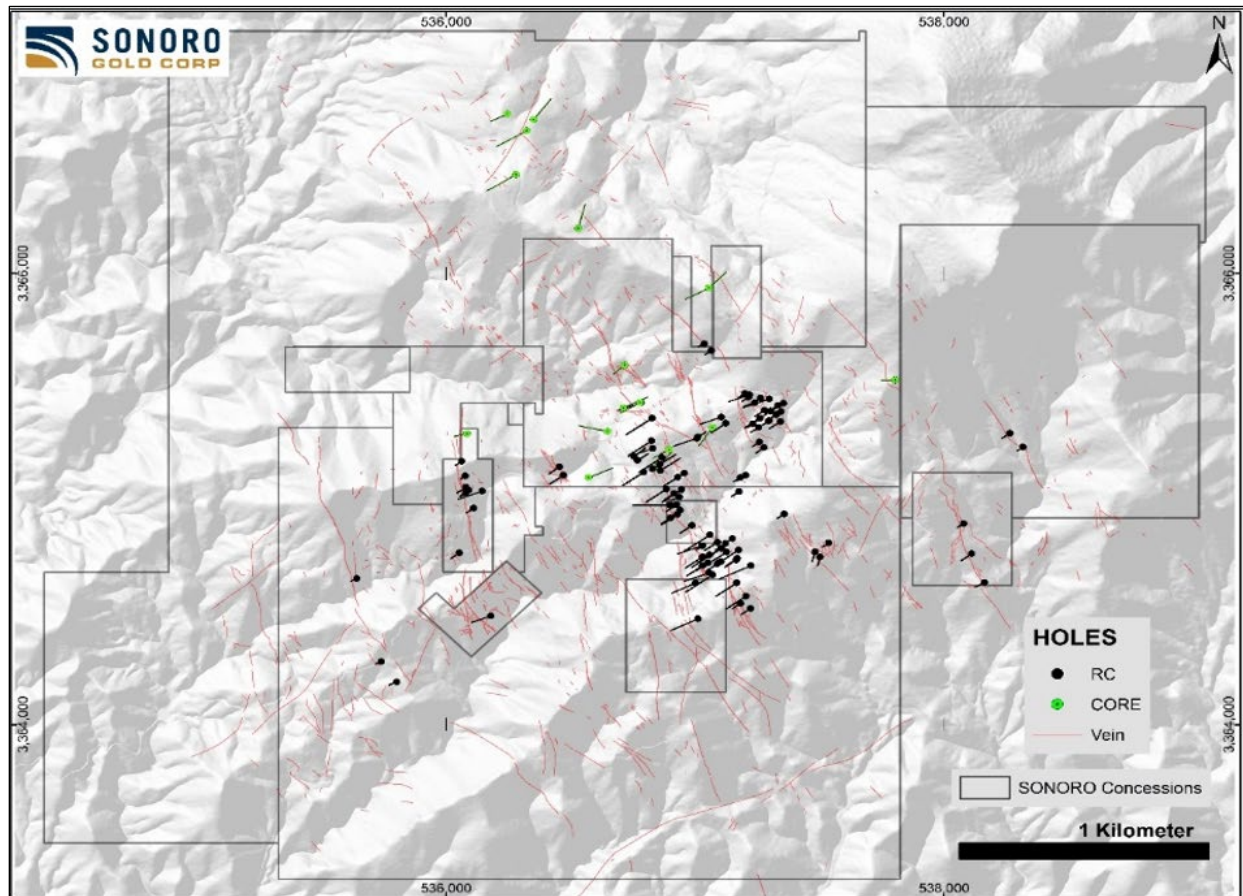 536,000
538,000
SONORO
GOLD CORP
N
3,366,000
3,366,000
HOLES
RC
CORE
Vein
3,364,000
3,364,000
SONORO Concessions
1 Kilometer
536,000
538,000